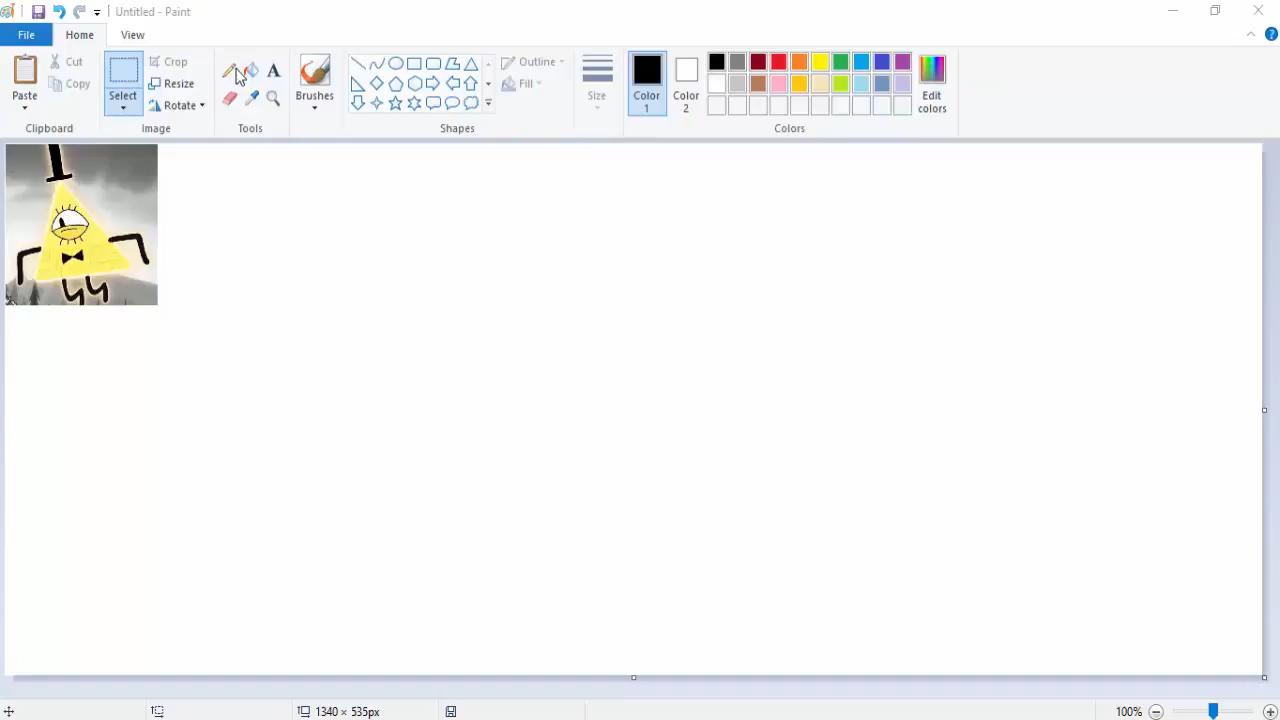 Untitled - Paint
File Home View
Paste
Cut
Copy
Clipboard
Select
Crop
Resize
Rotate
Image
A
Tools
Brushes
Shapes
Outline
Fill
Size
Color 1
Color 2
Edit colors
Colors
1340 × 535px
100%